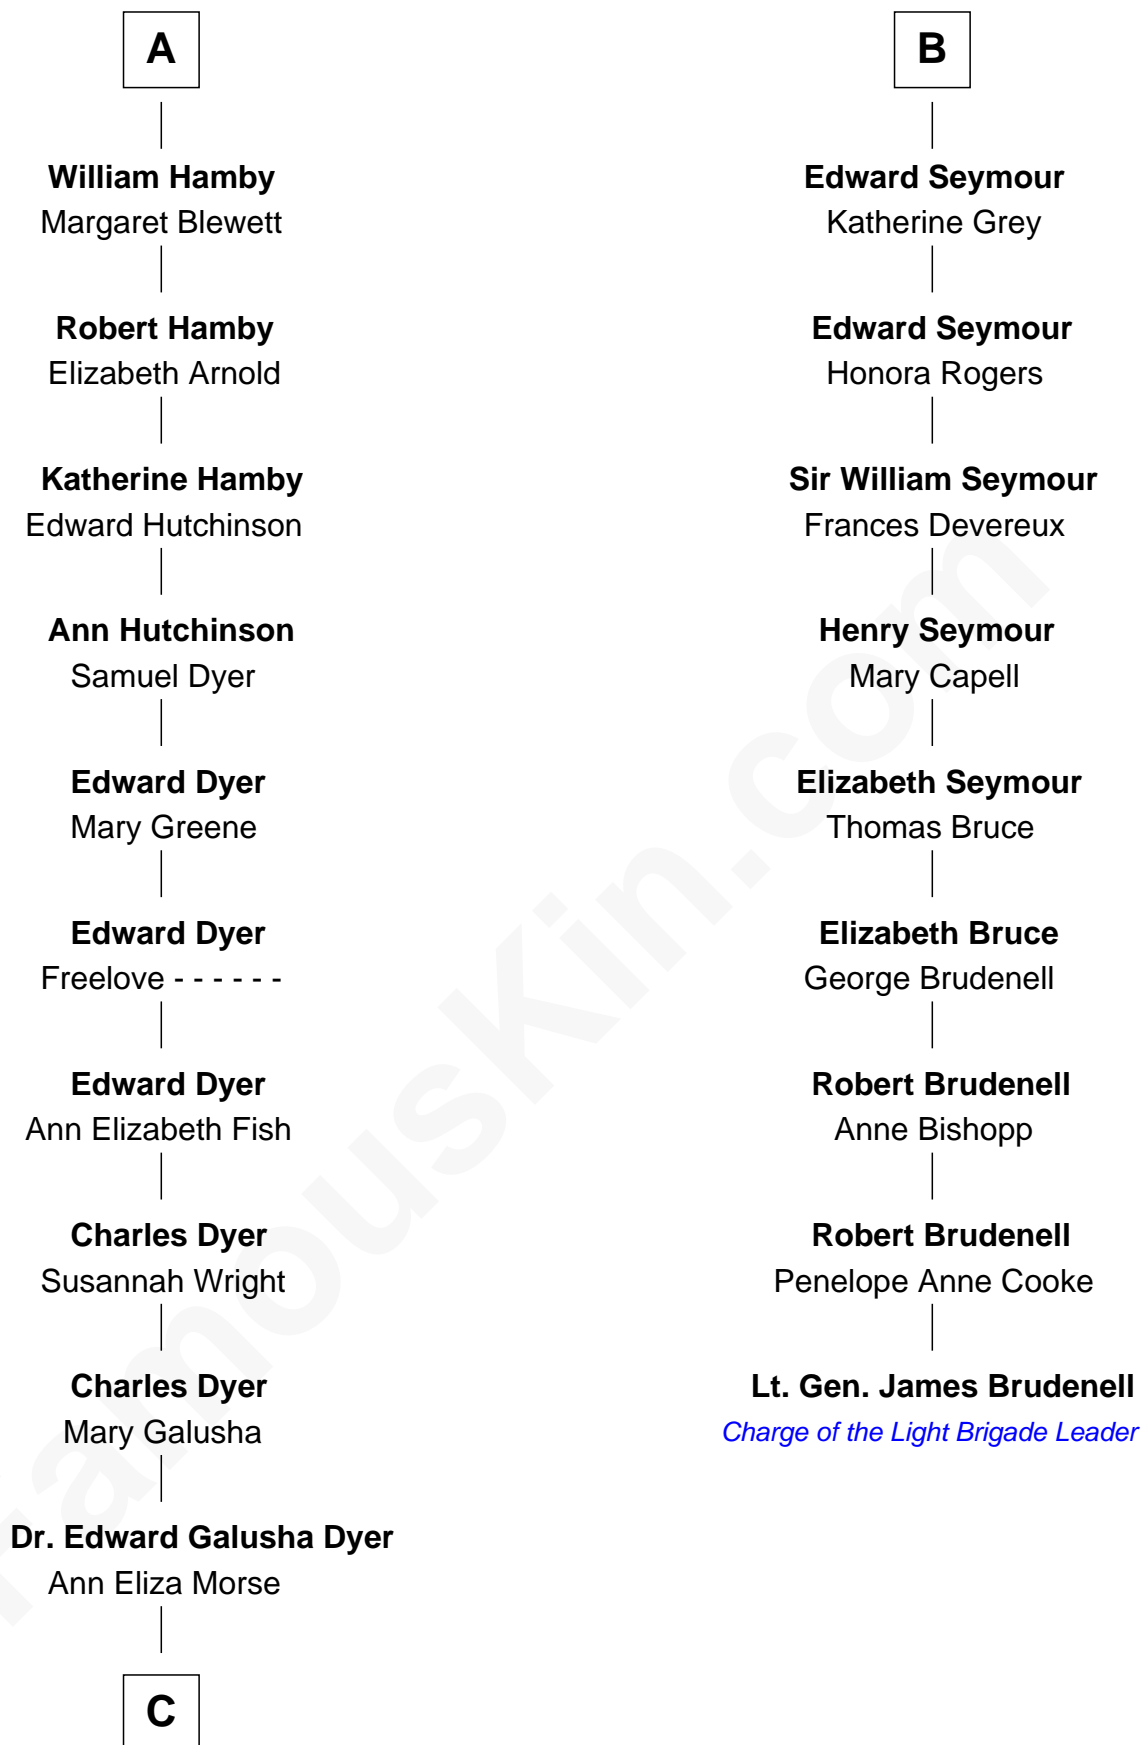 A
William Hamby
Margaret Blewett
Robert Hamby
Elizabeth Arnold
Katherine Hamby
Edward Hutchinson
Ann Hutchinson
Samuel Dyer
Edward Dyer
Mary Greene
Edward Dyer
Freelove - - - - - -
Edward Dyer
Ann Elizabeth Fish
Charles Dyer
Susannah Wright
Charles Dyer
Mary Galusha
Dr. Edward Galusha Dyer
Ann Eliza Morse
C
B
Edward Seymour
Katherine Grey
Edward Seymour
Honora Rogers
Sir William Seymour
Frances Devereux
Henry Seymour
Mary Capell
Elizabeth Seymour
Thomas Bruce
Elizabeth Bruce
George Brudenell
Robert Brudenell
Anne Bishopp
Robert Brudenell
Penelope Anne Cooke
Lt. Gen. James Brudenell
Charge of the Light Brigade Leader
FamousKin.com